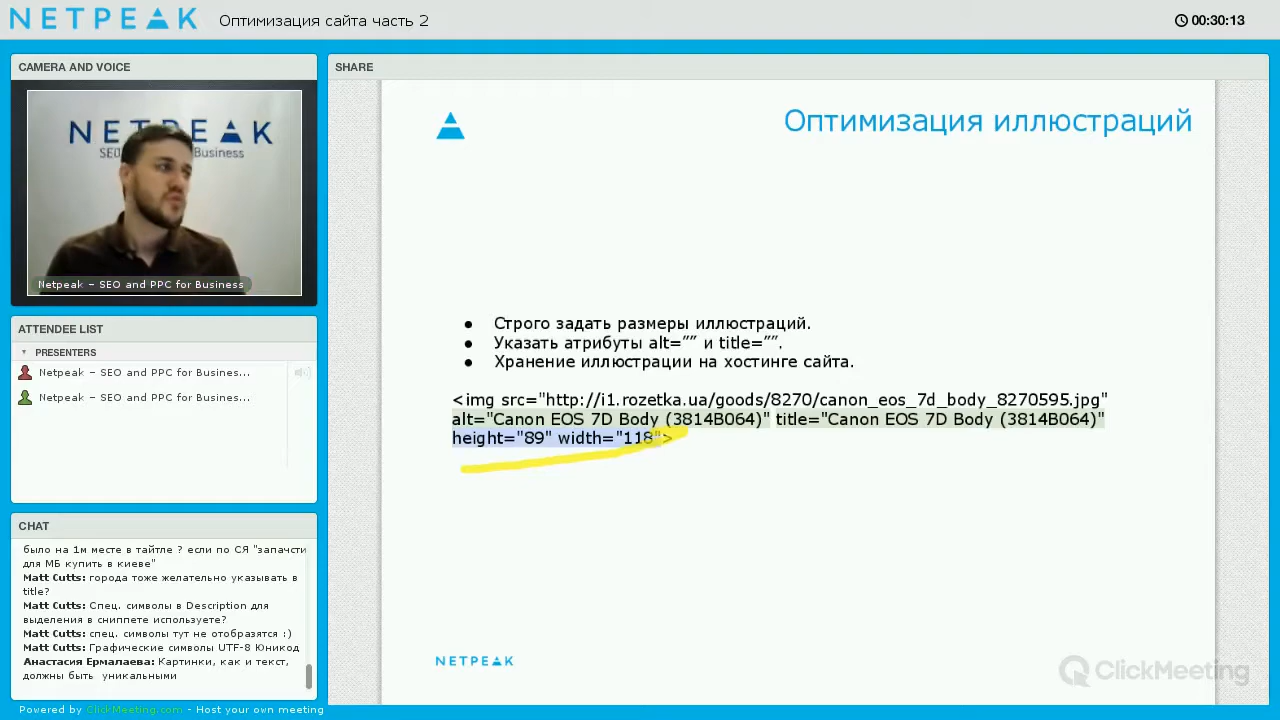 NETPEAK
Оптимизация сайта часть 2
00:30:13
CAMERA AND VOICE
NETPEAK
SEO and PPC for Business
Netpeak – SEO and PPC for Business
ATTENDEE LIST
PRESENTERS
Netpeak – SEO and PPC for Busines...
Netpeak – SEO and PPC for Busines...
CHAT
было на 1м месте в тайтле ? если по СЯ "запачсти
для МБ купить в киеве"
Matt Cutts: города тоже желательно указывать в
title?
Matt Cutts: Спец. символы в Description для
выделения в сниппете используете?
Matt Cutts: спец. символы тут не отобразятся :)
Matt Cutts: Графические символы UTF-8 Юникод
Анастасия Ермалаева: Картинки, как и текст,
должны быть уникальными
Powered by ClickMeeting.com - Host your own meeting
SHARE
Оптимизация иллюстраций
● Строго задать размеры иллюстраций.
● Указать атрибуты alt=”” и title=””.
● Хранение иллюстрации на хостинге сайта.
<img src="http://i1.rozetka.ua/goods/8270/canon_eos_7d_body_8270595.jpg"
alt="Canon EOS 7D Body (3814B064)" title="Canon EOS 7D Body (3814B064)"
height="89" width="118">
NETPEAK
ClickMeeting